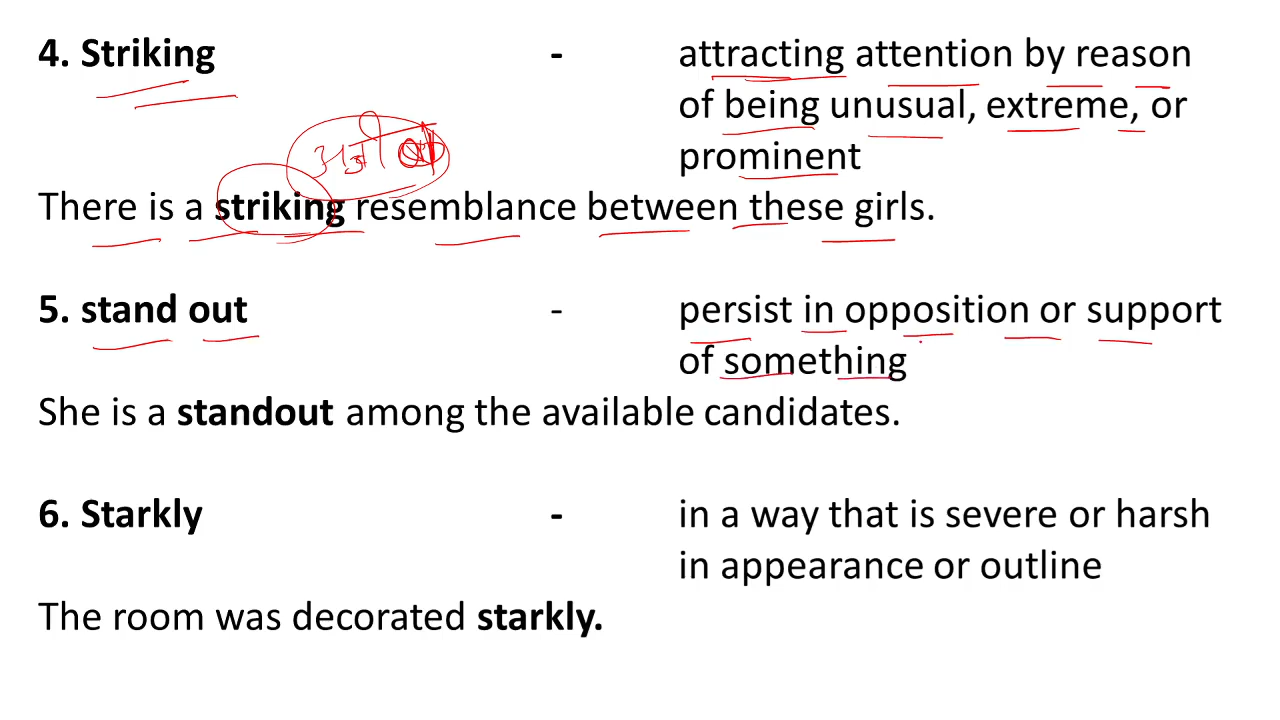 4. Striking - attracting attention by reason
of being unusual, extreme, or
prominent
There is a striking resemblance between these girls.
5. stand out - persist in opposition or support
of something
She is a standout among the available candidates.
6. Starkly - in a way that is severe or harsh
in appearance or outline
The room was decorated starkly.